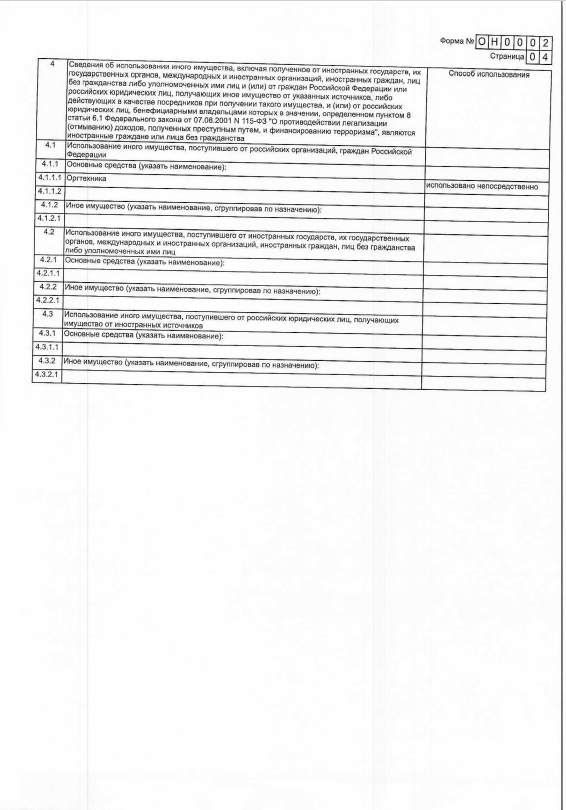 Форма № ОН0002
Страница 04
4 Сведения об использовании иного имущества, включая полученное от иностранных государств, их
государственных органов, международных и иностранных организаций, иностранных граждан, лиц
без гражданства либо уполномоченных ими лиц и (или) от граждан Российской Федерации или
российских юридических лиц, получающих иное имущество от указанных источников, либо
действующих в качестве посредников при получении такого имущества, и (или) от российских
юридических лиц, бенефициарными владельцами которых в значении, определенном пунктом 8
статьи 6.1 Федерального закона от 07.08.2001 N 115-ФЗ "О противодействии легализации
(отмыванию) доходов, полученных преступным путем, и финансированию терроризма", являются
иностранные граждане или лица без гражданства
Способ использования
4.1 Использование иного имущества, поступившего от российских организаций, граждан Российской
Федерации
4.1.1 Основные средства (указать наименование):
4.1.1.1 Оргтехника
использовано непосредственно
4.1.1.2
4.1.2 Иное имущество (указать наименование, сгруппировав по назначению):
4.1.2.1
4.2 Использование иного имущества, поступившего от иностранных государств, их государственных
органов, международных и иностранных организаций, иностранных граждан, лиц без гражданства
либо уполномоченных ими лиц
4.2.1 Основные средства (указать наименование):
4.2.1.1
4.2.2 Иное имущество (указать наименование, сгруппировав по назначению):
4.2.2.1
4.3 Использование иного имущества, поступившего от российских юридических лиц, получающих
имущество от иностранных источников
4.3.1 Основные средства (указать наименование):
4.3.1.1
4.3.2 Иное имущество (указать наименование, сгруппировав по назначению):
4.3.2.1